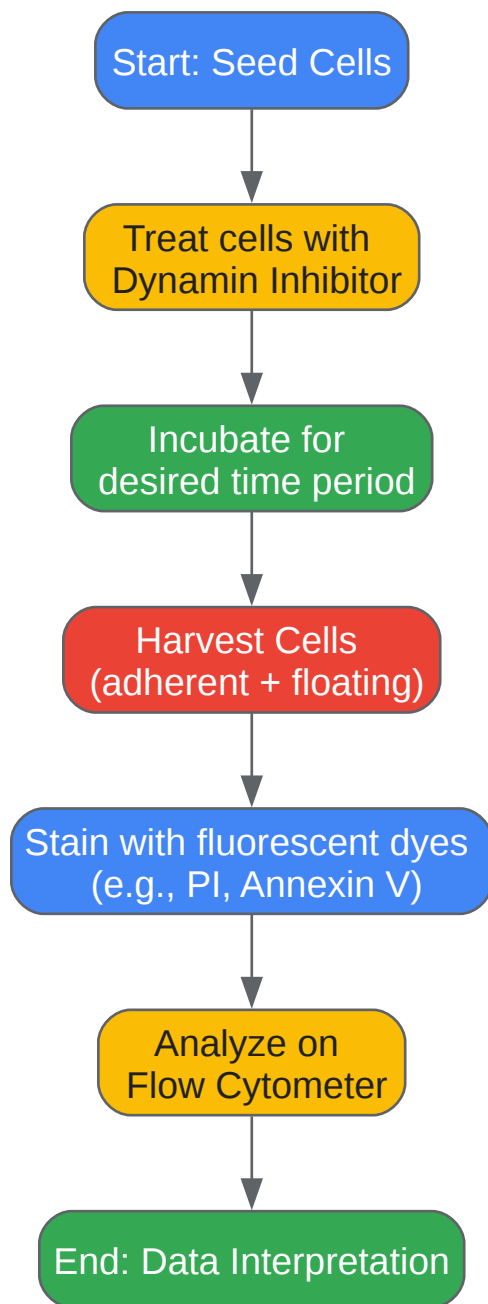 Start: Seed Cells
Treat cells with
Dynamin Inhibitor
Incubate for
desired time period
Harvest Cells
(adherent + floating)
Stain with fluorescent dyes
(e.g., PI, Annexin V)
Analyze on
Flow Cytometer
End: Data Interpretation